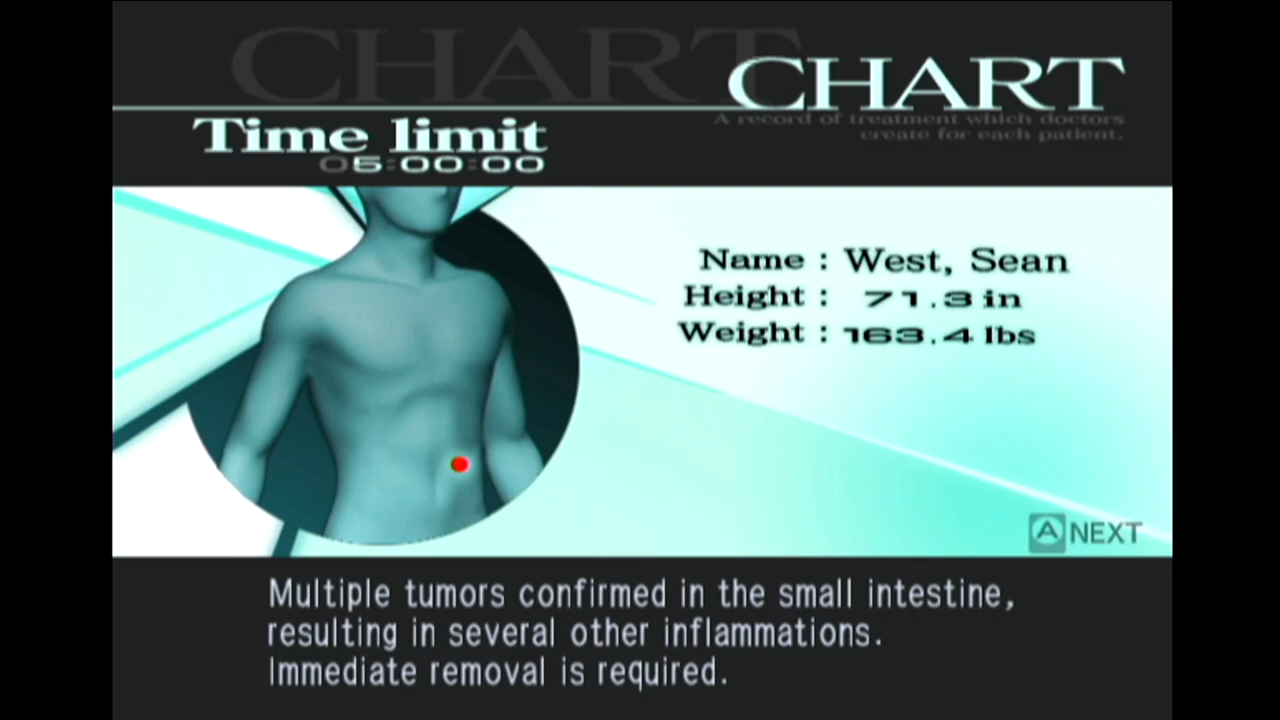 CHART
CHART
A record of treatment which doctors
create for each patient.
Time limit
05:00:00
Name : West, Sean
Height : 71.3 in
Weight : 163.4 lbs
A NEXT
Multiple tumors confirmed in the small intestine,
resulting in several other inflammations.
Immediate removal is required.